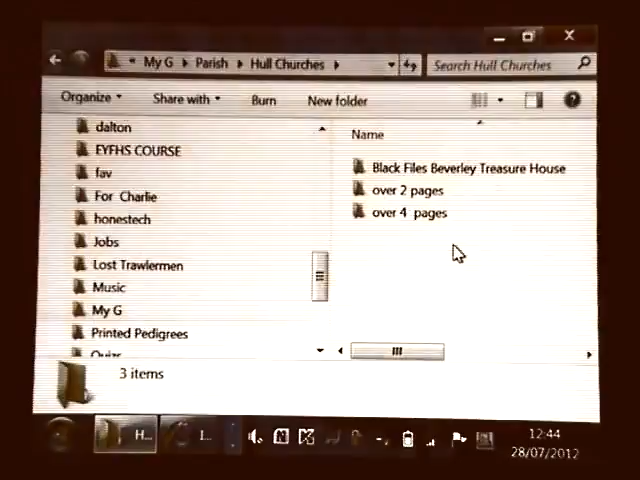 « My G ▸ Parish ▸ Hull Churches ▸
Search Hull Churches
Organize
Share with
Burn
New folder
dalton
EYFHS COURSE
fav
For Charlie
honestech
Jobs
Lost Trawlermen
Music
My G
Printed Pedigrees
Quizs
Name
Black Files Beverley Treasure House
over 2 pages
over 4 pages
3 items
H...
12:44
28/07/2012